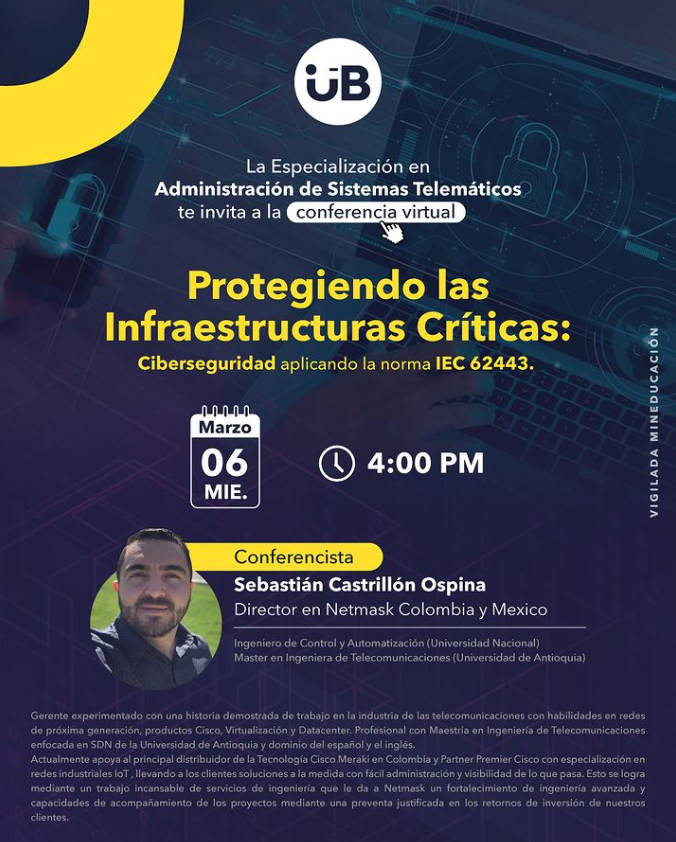 ÜB
La Especialización en
Administración de Sistemas Telemáticos
te invita a la conferencia virtual
Protegiendo las
Infraestructuras Críticas:
Ciberseguridad aplicando la norma IEC 62443.
Marzo
06
MIE.
4:00 PM
VIGILADA MINEDUCACIÓN
Conferencista
Sebastián Castrillón Ospina
Director en Netmask Colombia y Mexico
Ingeniero de Control y Automatización (Universidad Nacional)
Master en Ingeniera de Telecomunicaciones (Universidad de Antioquia)
Gerente experimentado con una historia demostrada de trabajo en la industria de las telecomunicaciones con habilidades en redes
de próxima generación, productos Cisco, Virtualización y Datacenter. Profesional con Maestría en Ingeniería de Telecomunicaciones
enfocada en SDN de la Universidad de Antioquia y dominio del español y el inglés.
Actualmente apoya al principal distribuidor de la Tecnología Cisco Meraki en Colombia y Partner Premier Cisco con especialización en
redes industriales IoT , llevando a los clientes soluciones a la medida con fácil administración y visibilidad de lo que pasa. Esto se logra
mediante un trabajo incansable de servicios de ingeniería que le da a Netmask un fortalecimiento de ingeniería avanzada y
capacidades de acompañamiento de los proyectos mediante una preventa justificada en los retornos de inversión de nuestros
clientes.